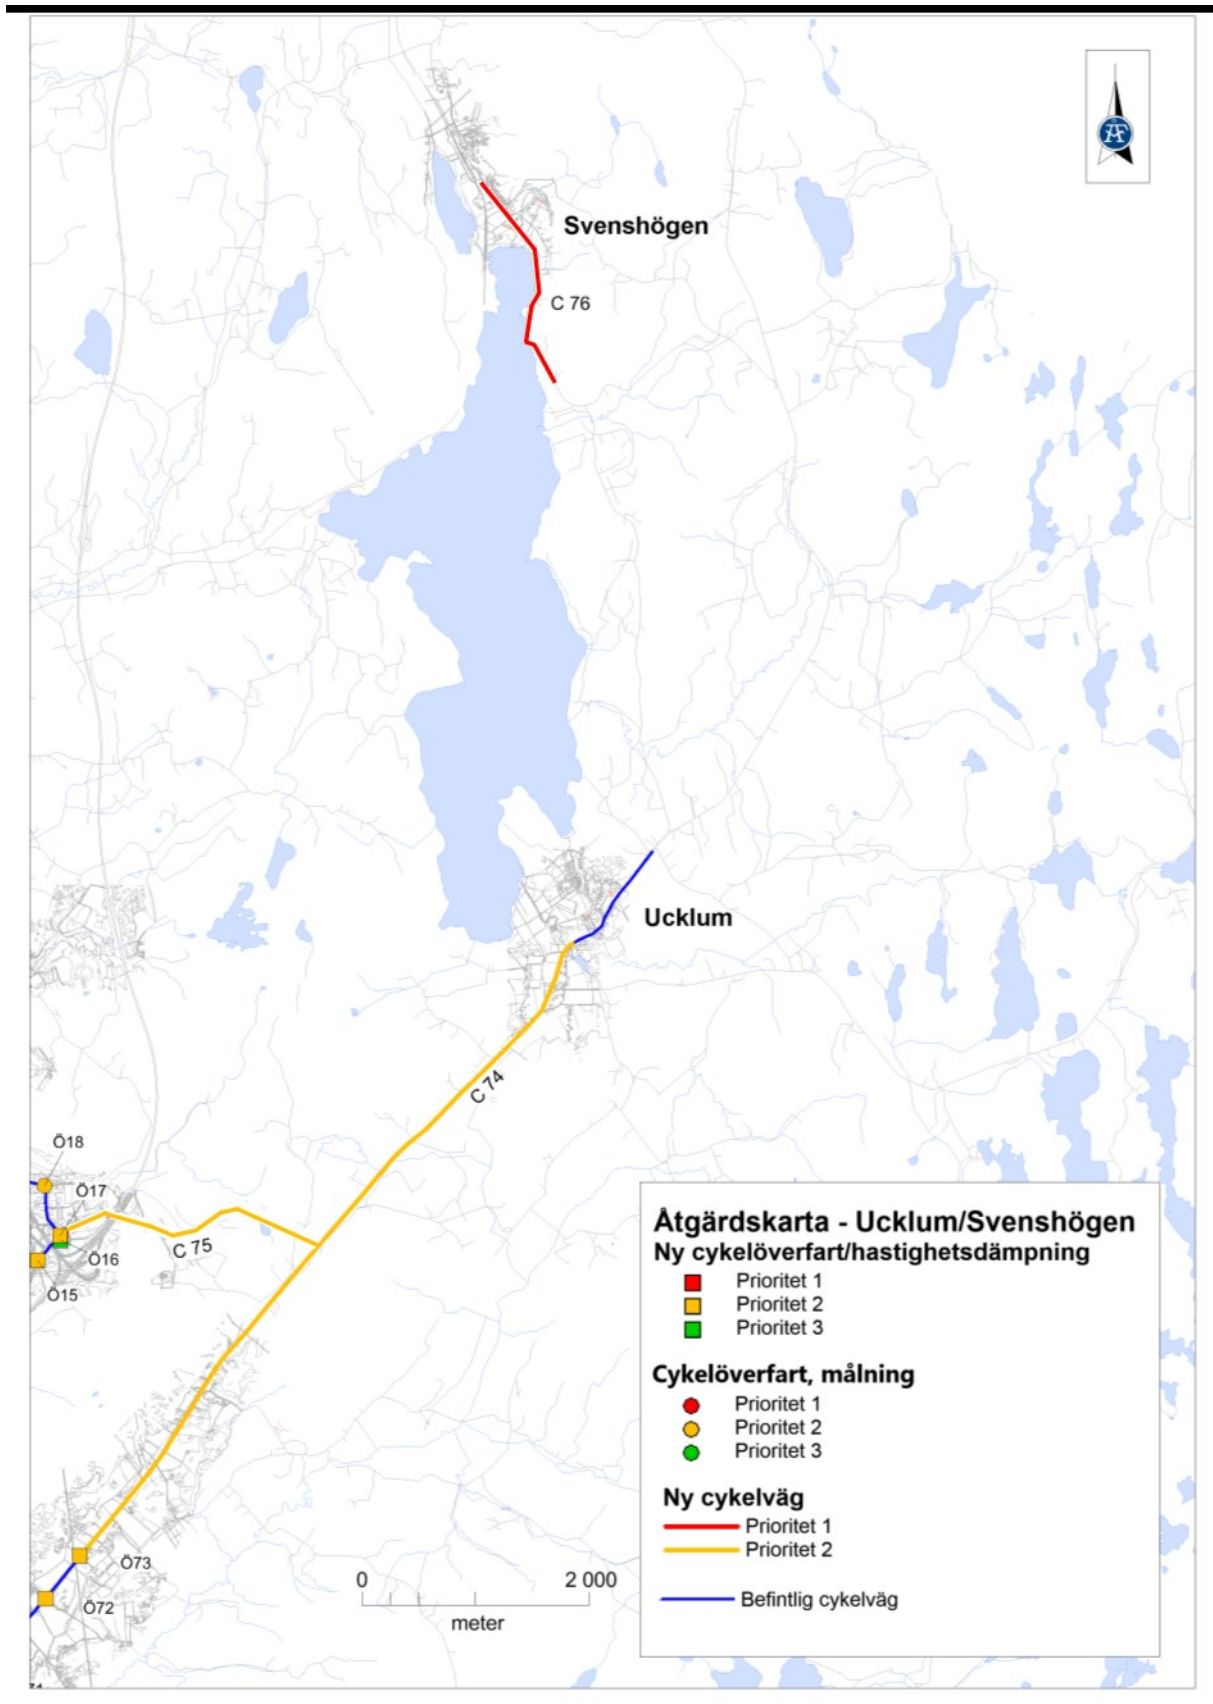 ÅF
Svenshögen
C 76
Ucklum
C 74
Ö18
Ö17
C 75
Ö16
Ö15
Ö73
Ö72
0 2 000
meter
Åtgärdskarta - Ucklum/Svenshögen
Ny cykelöverfart/hastighetsdämpning
Prioritet 1
Prioritet 2
Prioritet 3
Cykelöverfart, målning
Prioritet 1
Prioritet 2
Prioritet 3
Ny cykelväg
Prioritet 1
Prioritet 2
Befintlig cykelväg